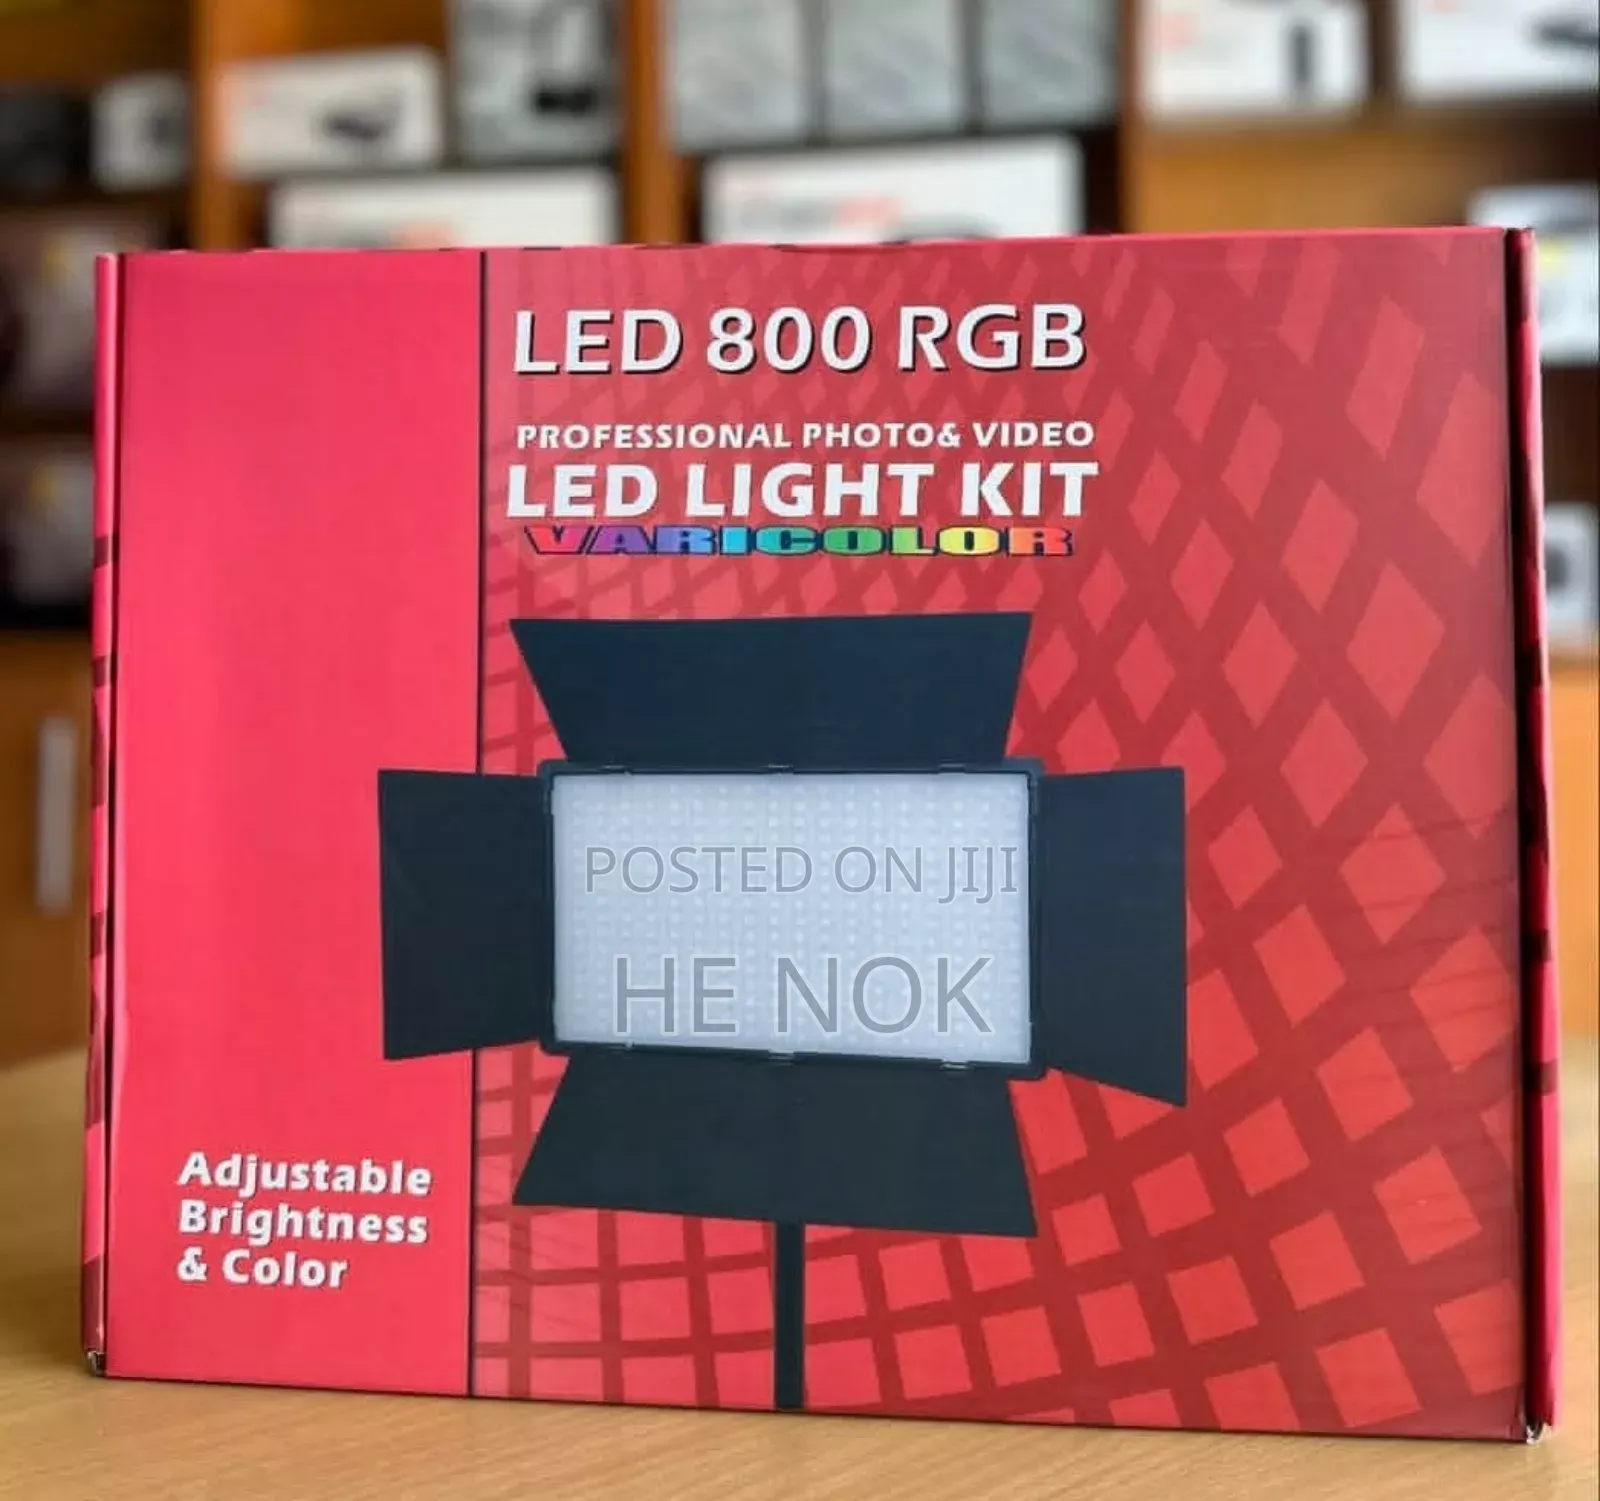 LED 800 RGB
PROFESSIONAL PHOTO& VIDEO
LED LIGHT KIT
VARICOLOR
POSTED ON JIJI
HE NOK
Adjustable
Brightness
& Color